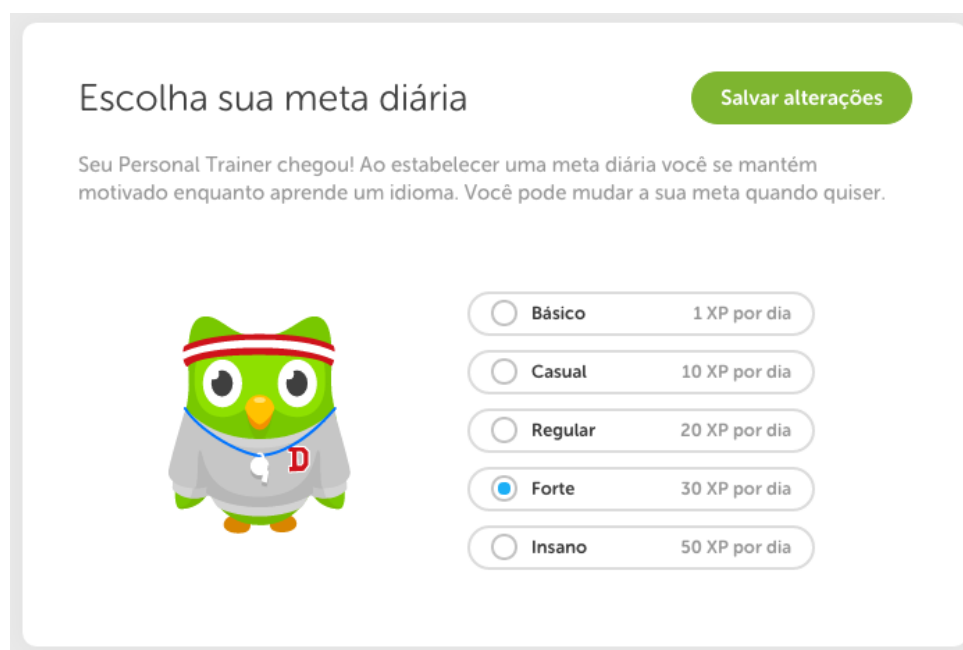 Escolha sua meta diária
Salvar alterações
Seu Personal Trainer chegou! Ao estabelecer uma meta diária você se mantém
motivado enquanto aprende um idioma. Você pode mudar a sua meta quando quiser.
D
Básico 1 XP por dia
Casual 10 XP por dia
Regular 20 XP por dia
Forte 30 XP por dia
Insano 50 XP por dia